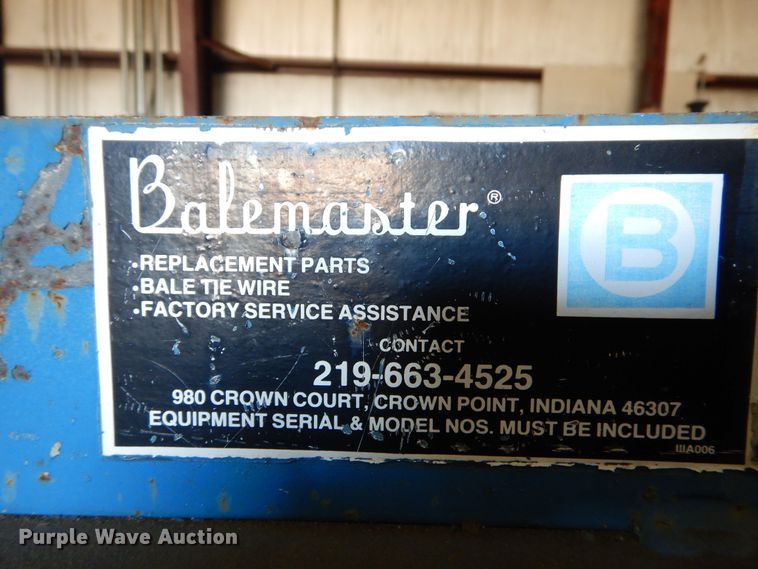 Balemaster®
B
•REPLACEMENT PARTS
•BALE TIE WIRE
•FACTORY SERVICE ASSISTANCE
CONTACT
219-663-4525
980 CROWN COURT, CROWN POINT, INDIANA 46307
EQUIPMENT SERIAL & MODEL NOS. MUST BE INCLUDED
IIIA006
Purple Wave Auction